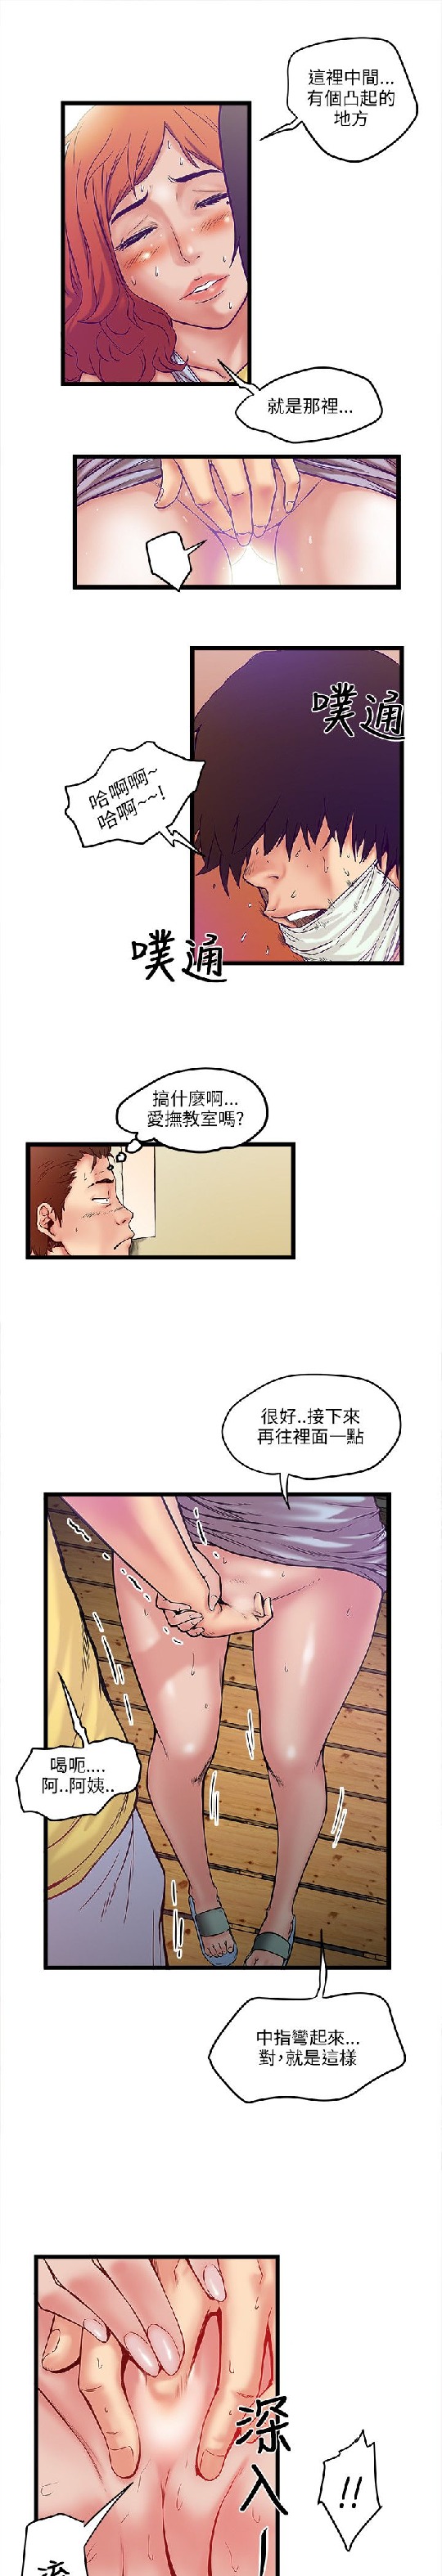 這裡中間...
有個凸起的
地方
就是那裡...
噗通
哈啊啊~
哈啊~~!
噗通
搞什麼啊...
愛撫教室嗎?
很好..接下來
再往裡面一點
喝呃....
阿..阿姨..
中指彎起來...
對,就是這樣
深入
!!